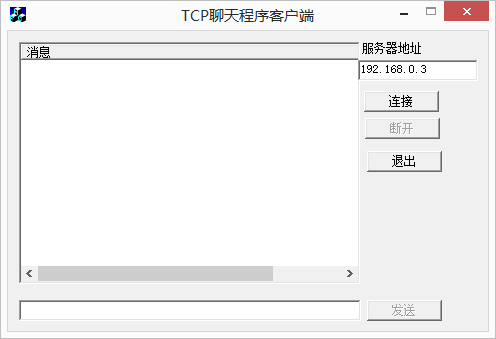 TCP聊天程序客户端
消息
服务器地址
192.168.0.3
连接
断开
退出
发送